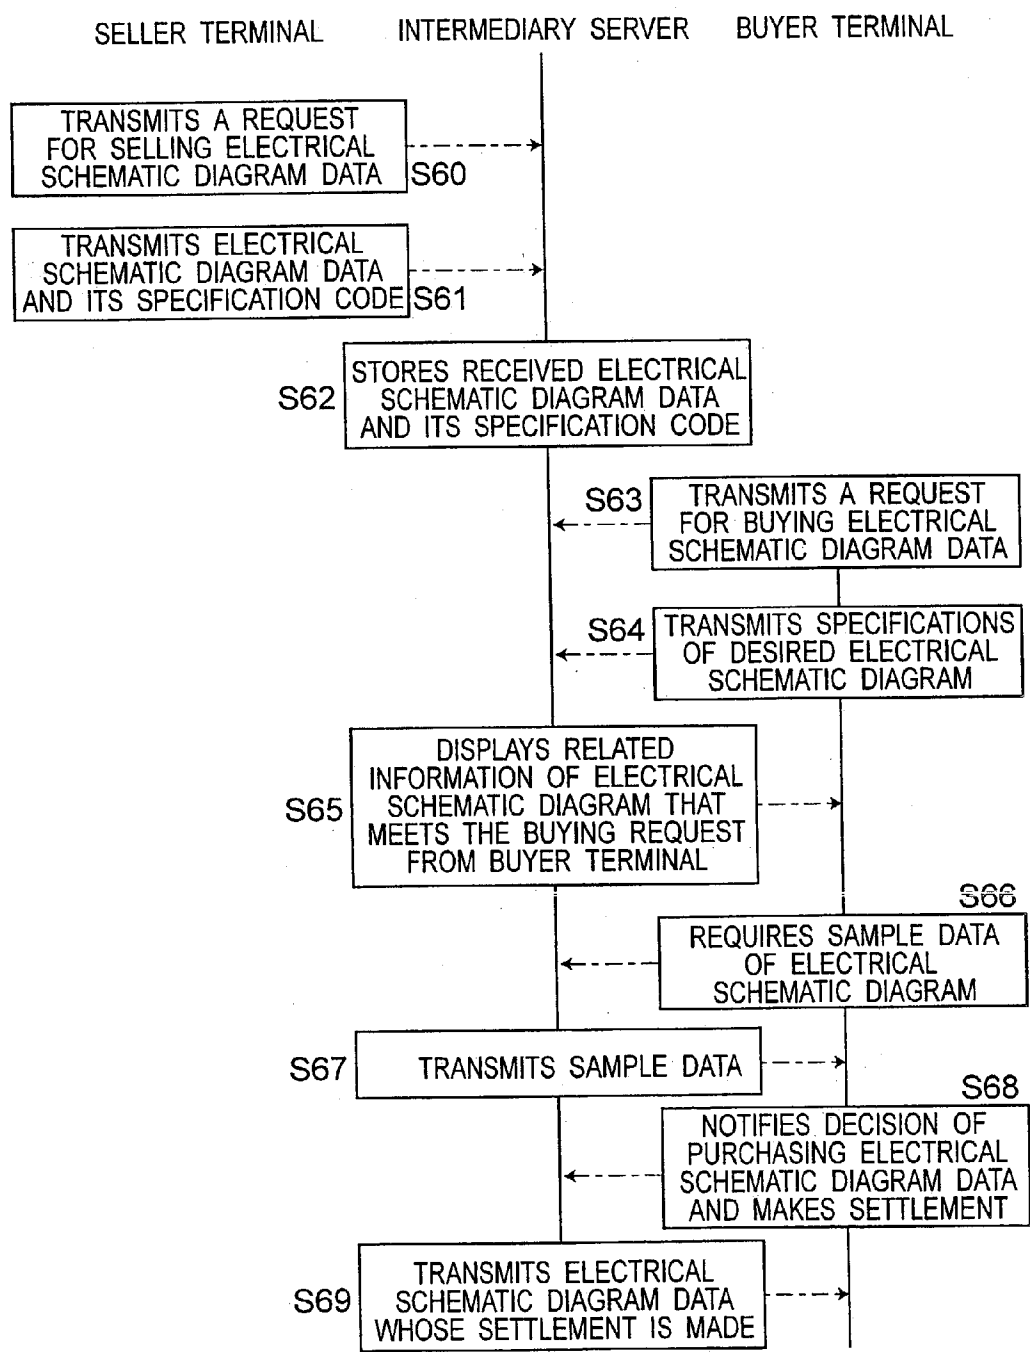 SELLER TERMINAL INTERMEDIARY SERVER BUYER TERMINAL
TRANSMITS A REQUEST
FOR SELLING ELECTRICAL
SCHEMATIC DIAGRAM DATA
S60
TRANSMITS ELECTRICAL
SCHEMATIC DIAGRAM DATA
AND ITS SPECIFICATION CODE
S61
S62
STORES RECEIVED ELECTRICAL
SCHEMATIC DIAGRAM DATA
AND ITS SPECIFICATION CODE
S63
TRANSMITS A REQUEST
FOR BUYING ELECTRICAL
SCHEMATIC DIAGRAM DATA
S64
TRANSMITS SPECIFICATIONS
OF DESIRED ELECTRICAL
SCHEMATIC DIAGRAM
S65
DISPLAYS RELATED
INFORMATION OF ELECTRICAL
SCHEMATIC DIAGRAM THAT
MEETS THE BUYING REQUEST
FROM BUYER TERMINAL
S66
REQUIRES SAMPLE DATA
OF ELECTRICAL
SCHEMATIC DIAGRAM
S67
TRANSMITS SAMPLE DATA
S68
NOTIFIES DECISION OF
PURCHASING ELECTRICAL
SCHEMATIC DIAGRAM DATA
AND MAKES SETTLEMENT
S69
TRANSMITS ELECTRICAL
SCHEMATIC DIAGRAM DATA
WHOSE SETTLEMENT IS MADE